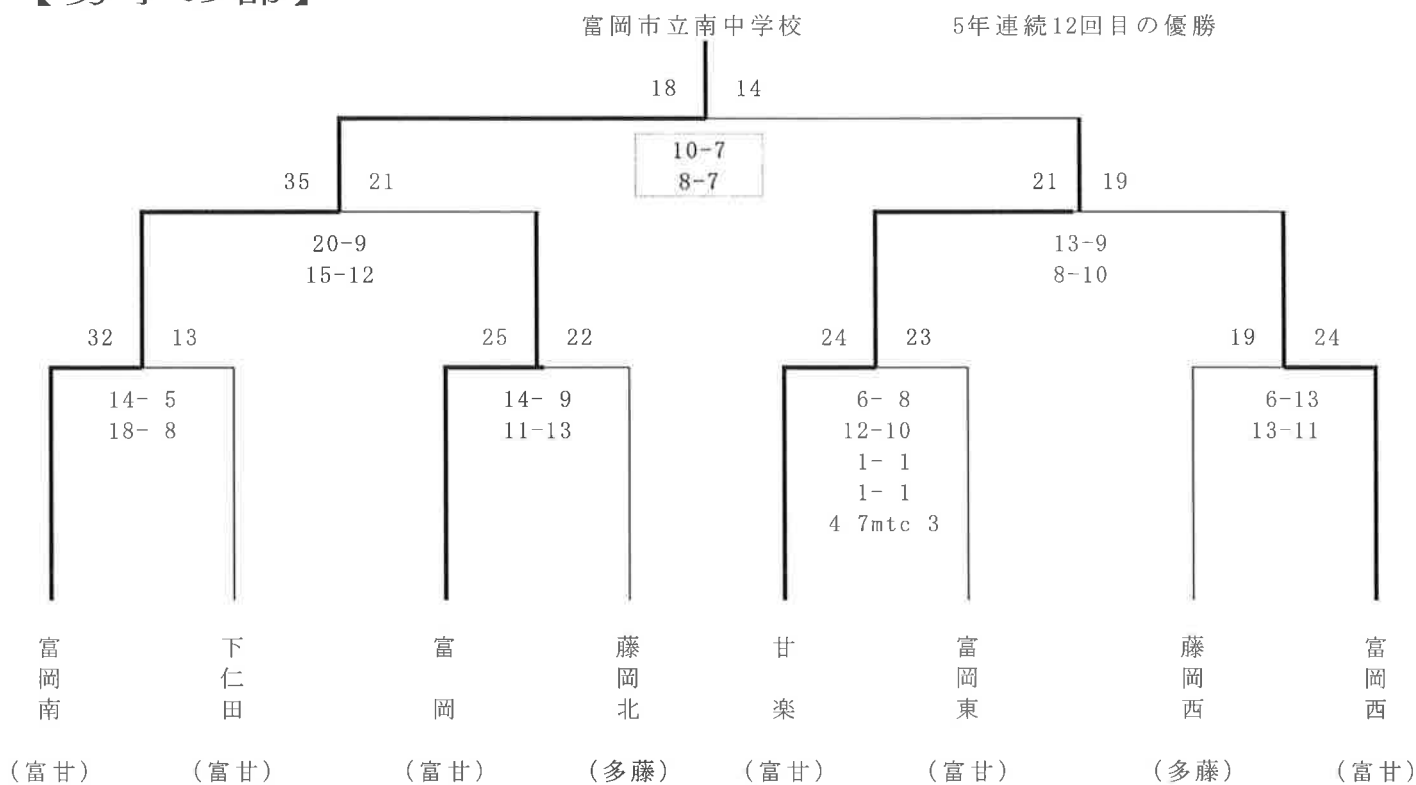 【男子の部】
富岡市立南中学校 5年連続12回目の優勝
18 14
10-7
8-7
35 21
21 19
20-9
15-12
13-9
8-10
32 13
25 22
24 23
19 24
14- 5
18- 8
14- 9
11-13
6- 8
12-10
1- 1
1- 1
4 7mtc 3
6-13
13-11
富岡南
下仁田
富岡
藤岡北
甘楽
富岡東
藤岡西
富岡西
(富甘)
(富甘)
(富甘)
(多藤)
(富甘)
(富甘)
(多藤)
(富甘)